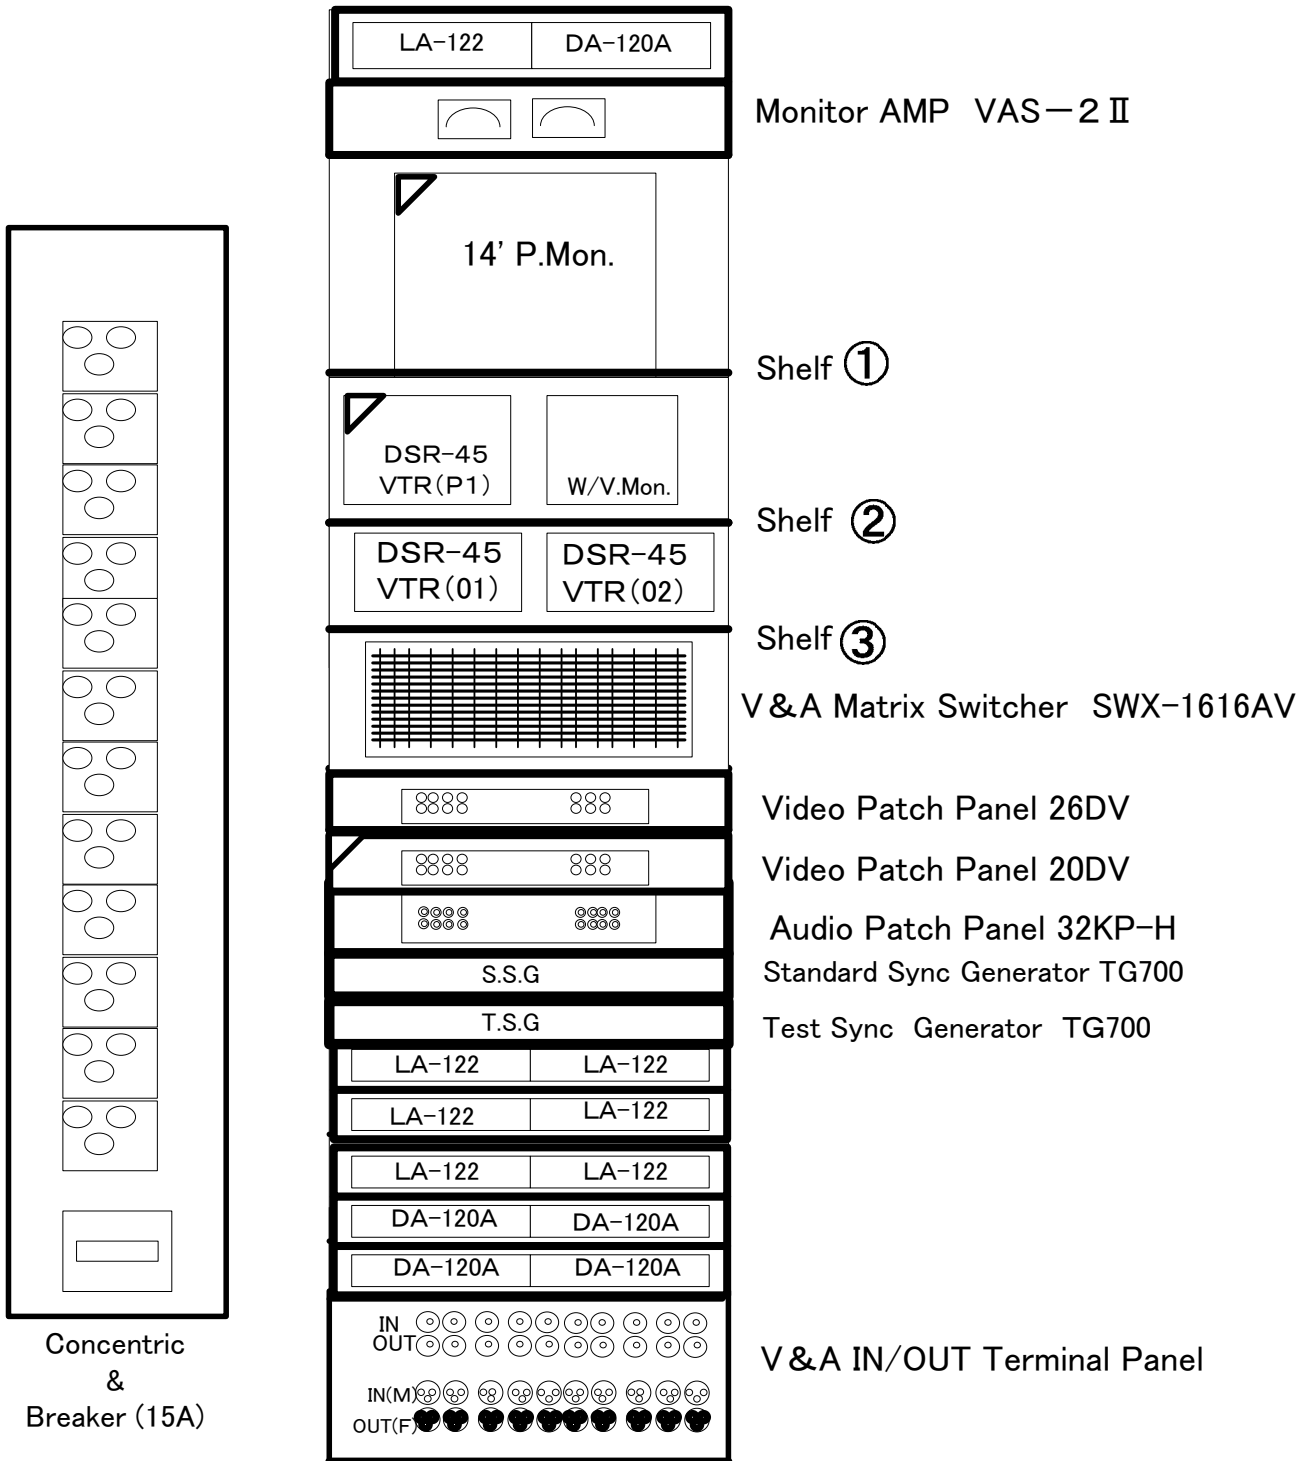 LA-122 DA-120A
Monitor AMP VAS－２Ⅱ
14' P.Mon.
Shelf ①
DSR-45
VTR(P1) W/V.Mon.
Shelf ②
DSR-45 DSR-45
VTR(01) VTR(02)
Shelf ③
V&A Matrix Switcher SWX-1616AV
Video Patch Panel 26DV
Video Patch Panel 20DV
Audio Patch Panel 32KP-H
S.S.G Standard Sync Generator TG700
T.S.G Test Sync Generator TG700
LA-122 LA-122
LA-122 LA-122
LA-122 LA-122
DA-120A DA-120A
DA-120A DA-120A
IN
OUT
V&A IN/OUT Terminal Panel
IN(M)
OUT(F)
Concentric
&
Breaker (15A)